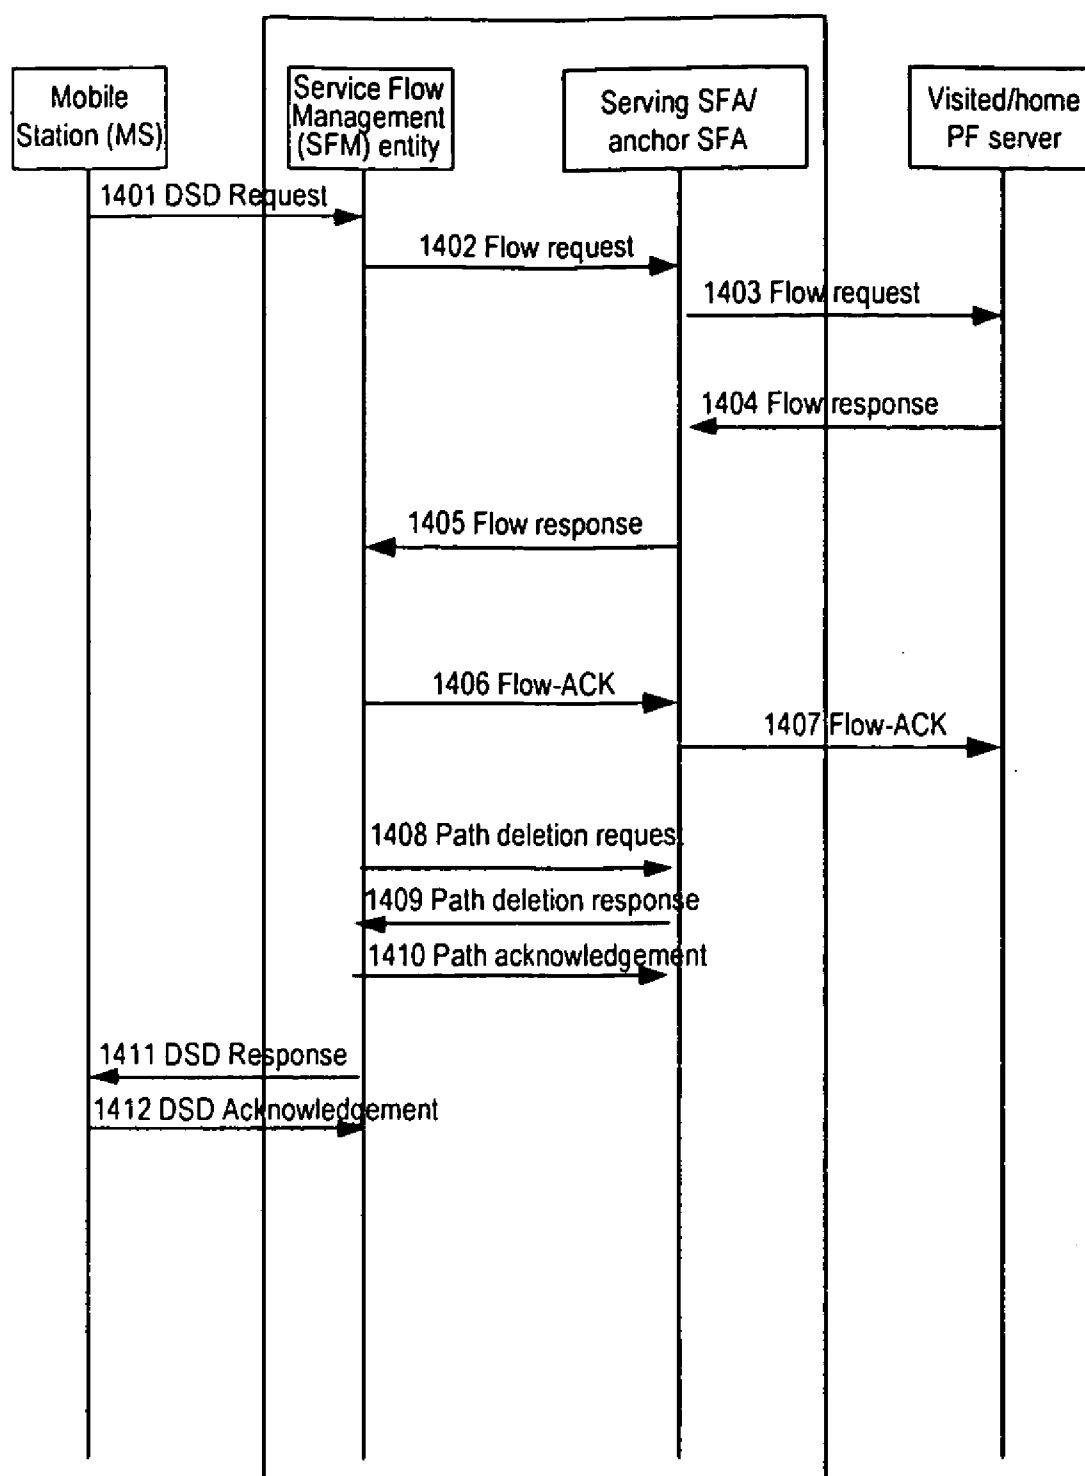 Mobile
Station (MS)
Service Flow
Management
(SFM) entity
Serving SFA/
anchor SFA
Visited/home
PF server
1401 DSD Request
1402 Flow request
1403 Flow request
1404 Flow response
1405 Flow response
1406 Flow-ACK
1407 Flow-ACK
1408 Path deletion request
1409 Path deletion response
1410 Path acknowledgement
1411 DSD Response
1412 DSD Acknowledgement